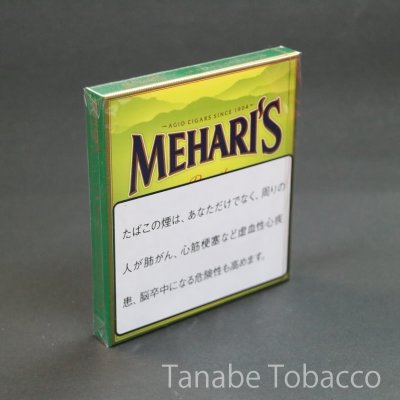 AGIO CIGARS SINCE 1904
MEHARI'S
たばこの煙は、あなただけでなく、周りの
人が肺がん、心筋梗塞など虚血性心疾
患、脳卒中になる危険性も高めます。
Tanabe Tobacco